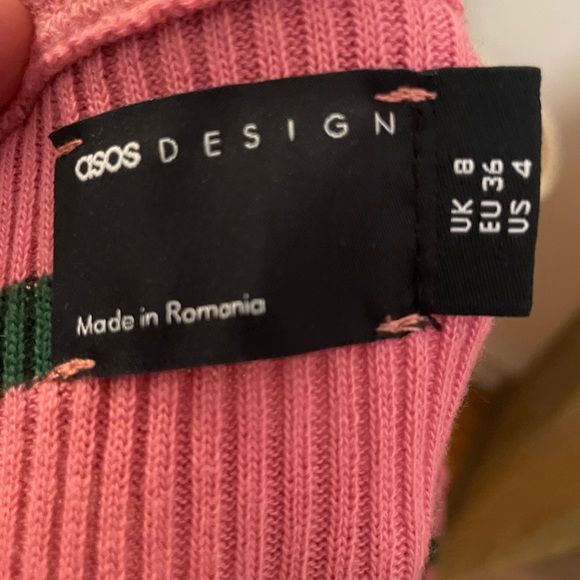 asos DESIGN
Made in Romania
UK 8
EU 36
US 4